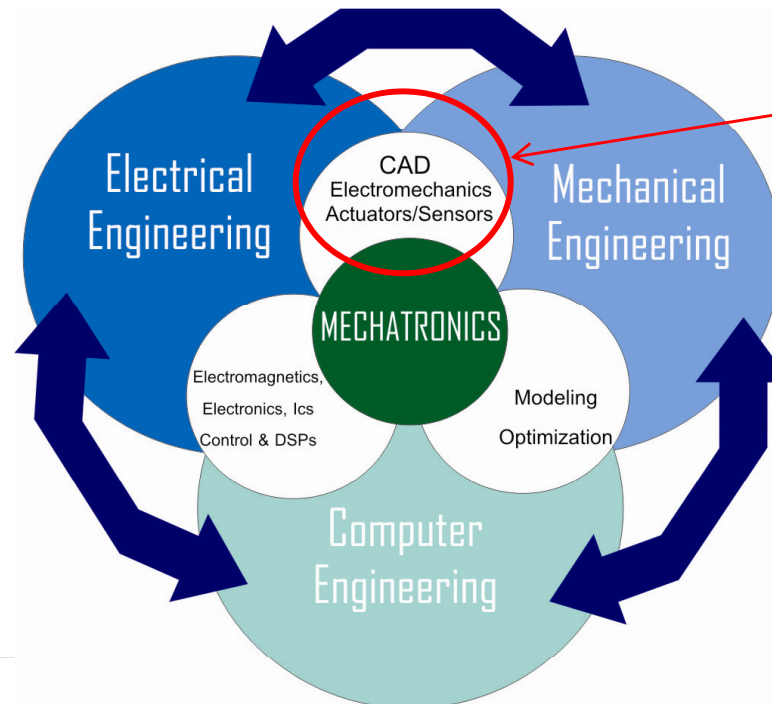 Electrical
Engineering
CAD
Electromechanics
Actuators/Sensors
Mechanical
Engineering
MECHATRONICS
Electromagnetics,
Electronics, Ics
Control & DSPs
Modeling
Optimization
Computer
Engineering